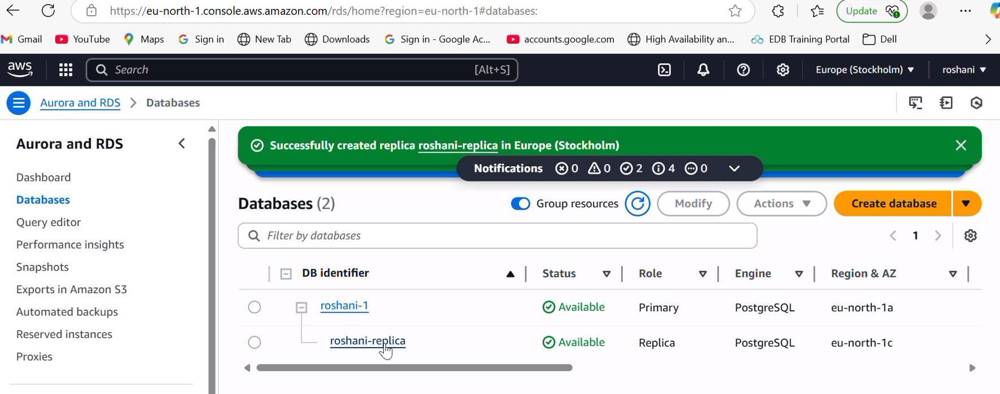 https://eu-north-1.console.aws.amazon.com/rds/home?region=eu-north-1#databases:
Update
Gmail YouTube Maps Sign in New Tab Downloads Sign in - Google Ac... accounts.google.com High Availability an... EDB Training Portal Dell
aws Search [Alt+S] Europe (Stockholm) roshani
Aurora and RDS > Databases
Aurora and RDS
Dashboard
Databases
Query editor
Performance insights
Snapshots
Exports in Amazon S3
Automated backups
Reserved instances
Proxies
Successfully created replica roshani-replica in Europe (Stockholm)
Notifications 0 0 2 4 0
Databases (2) Group resources Modify Actions Create database
Filter by databases 1
DB identifier Status Role Engine Region & AZ
roshani-1 Available Primary PostgreSQL eu-north-1a
roshani-replica Available Replica PostgreSQL eu-north-1c